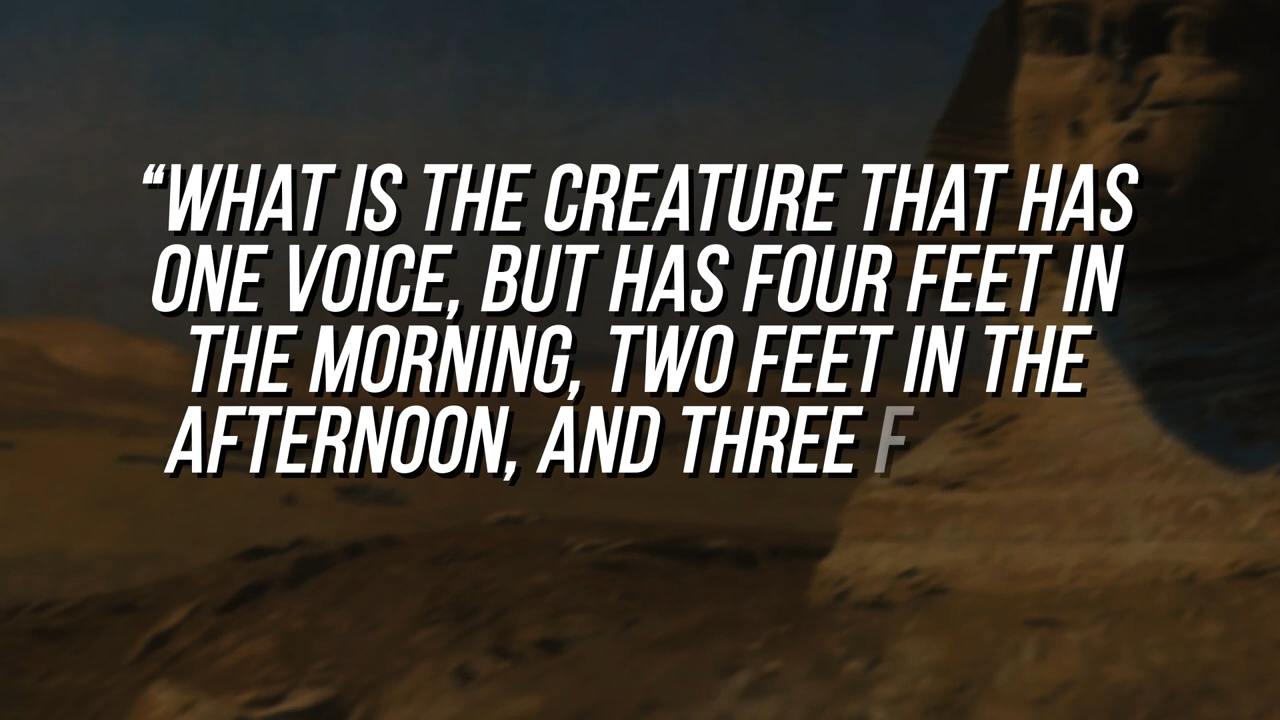 “WHAT IS THE CREATURE THAT HAS
ONE VOICE, BUT HAS FOUR FEET IN
THE MORNING, TWO FEET IN THE
AFTERNOON, AND THREE F